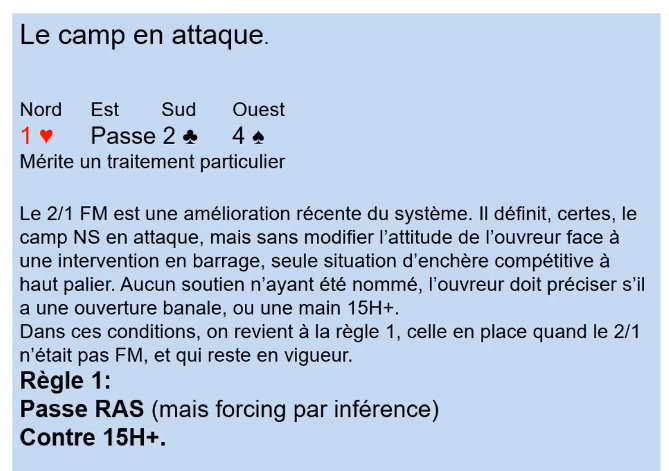 Le camp en attaque.
Nord Est Sud Ouest
1 ♥ Passe 2 ♣ 4 ♠
Mérite un traitement particulier
Le 2/1 FM est une amélioration récente du système. Il définit, certes, le
camp NS en attaque, mais sans modifier l’attitude de l’ouvreur face à
une intervention en barrage, seule situation d’enchère compétitive à
haut palier. Aucun soutien n’ayant été nommé, l’ouvreur doit préciser s’il
a une ouverture banale, ou une main 15H+.
Dans ces conditions, on revient à la règle 1, celle en place quand le 2/1
n’était pas FM, et qui reste en vigueur.
Règle 1:
Passe RAS (mais forcing par inférence)
Contre 15H+.